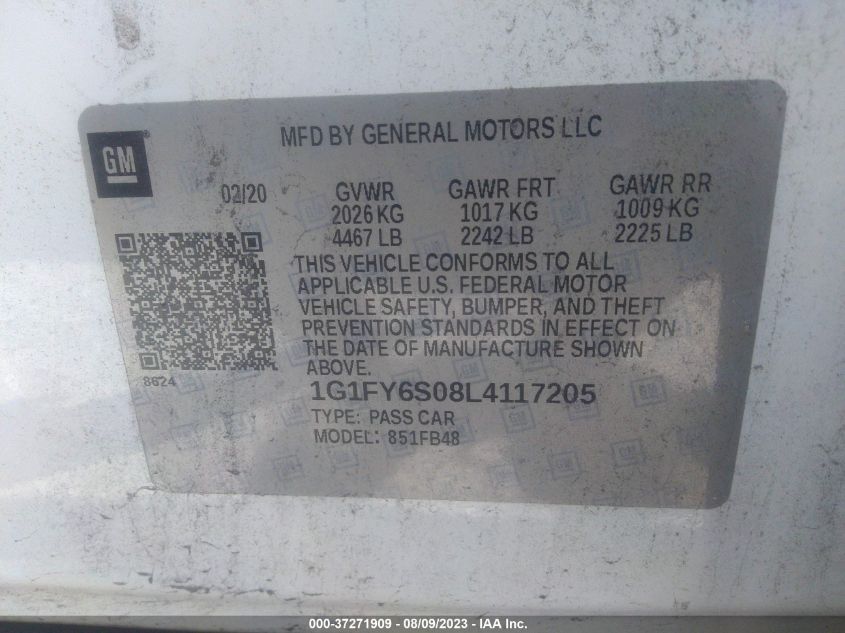 GM®
MFD BY GENERAL MOTORS LLC
02/20 GVWR GAWR FRT GAWR RR
2026 KG 1017 KG 1009 KG
4467 LB 2242 LB 2225 LB
THIS VEHICLE CONFORMS TO ALL
APPLICABLE U.S. FEDERAL MOTOR
VEHICLE SAFETY, BUMPER, AND THEFT
PREVENTION STANDARDS IN EFFECT ON
THE DATE OF MANUFACTURE SHOWN
ABOVE.
8624
1G1FY6S08L4117205
TYPE: PASS CAR
MODEL: 851FB48
000-37271909 - 08/09/2023 - IAA Inc.